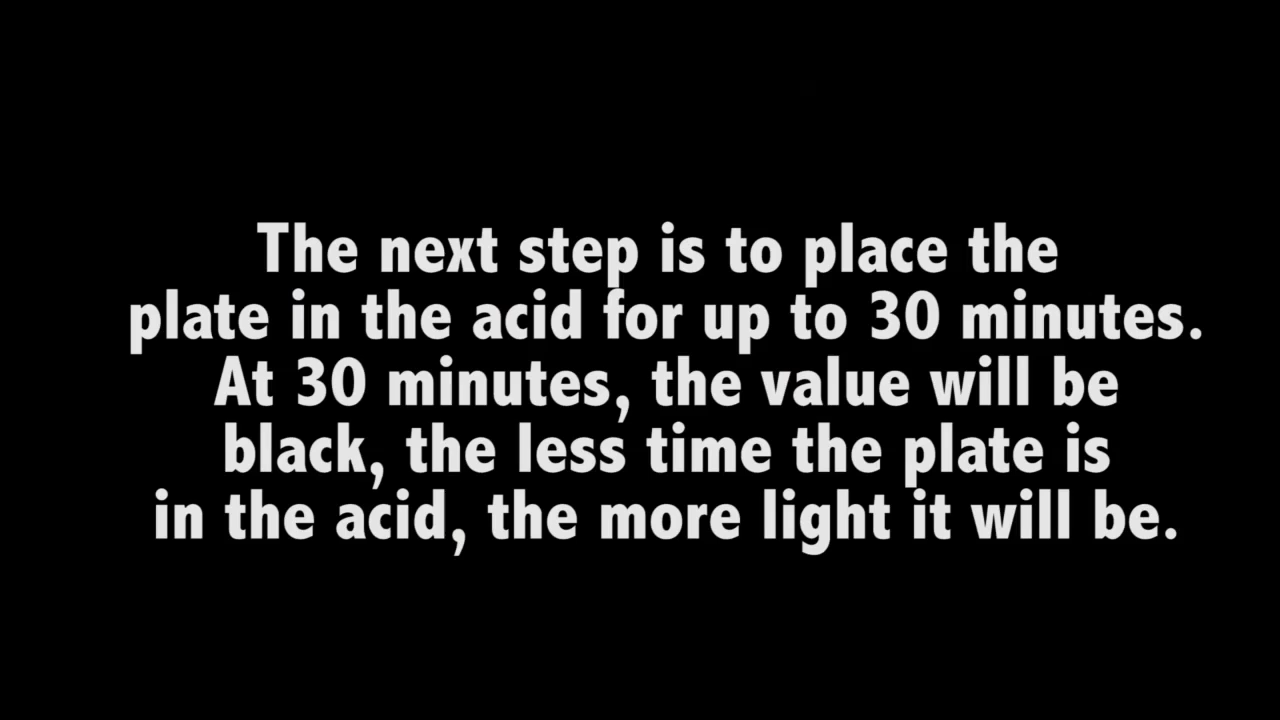 The next step is to place the
plate in the acid for up to 30 minutes.
At 30 minutes, the value will be
black, the less time the plate is
in the acid, the more light it will be.